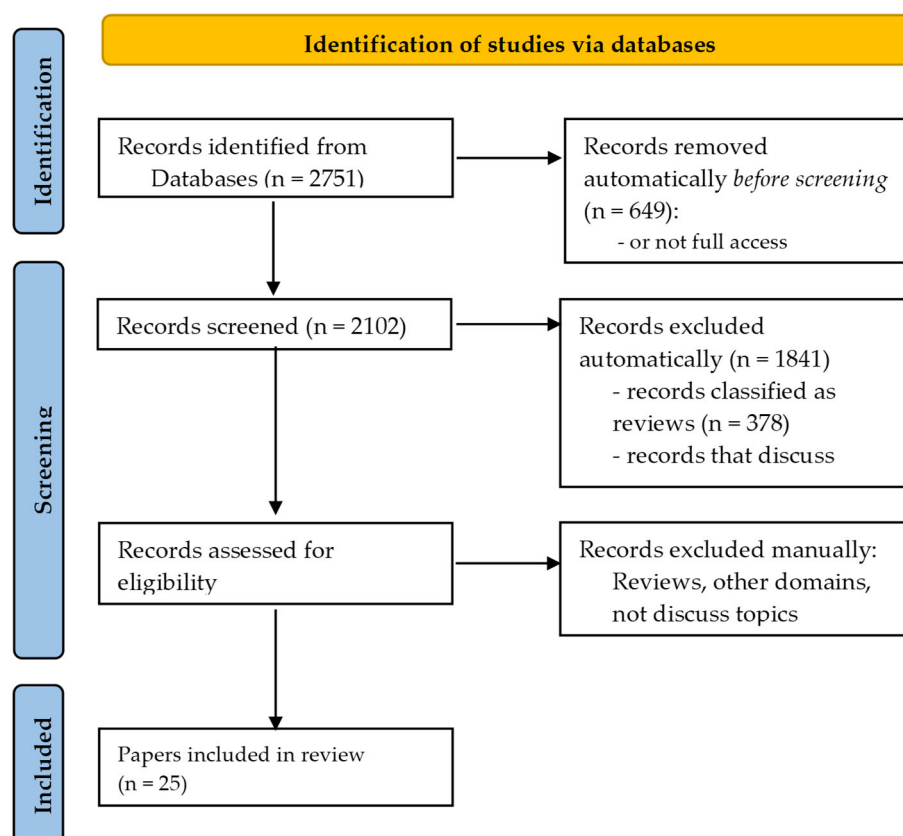 Identification of studies via databases
Identification
Records identified from
Databases (n = 2751)
Records removed
automatically before screening
(n = 649):
- or not full access
Screening
Records screened (n = 2102)
Records excluded
automatically (n = 1841)
- records classified as
reviews (n = 378)
- records that discuss
Records assessed for
eligibility
Records excluded manually:
Reviews, other domains,
not discuss topics
Included
Papers included in review
(n = 25)